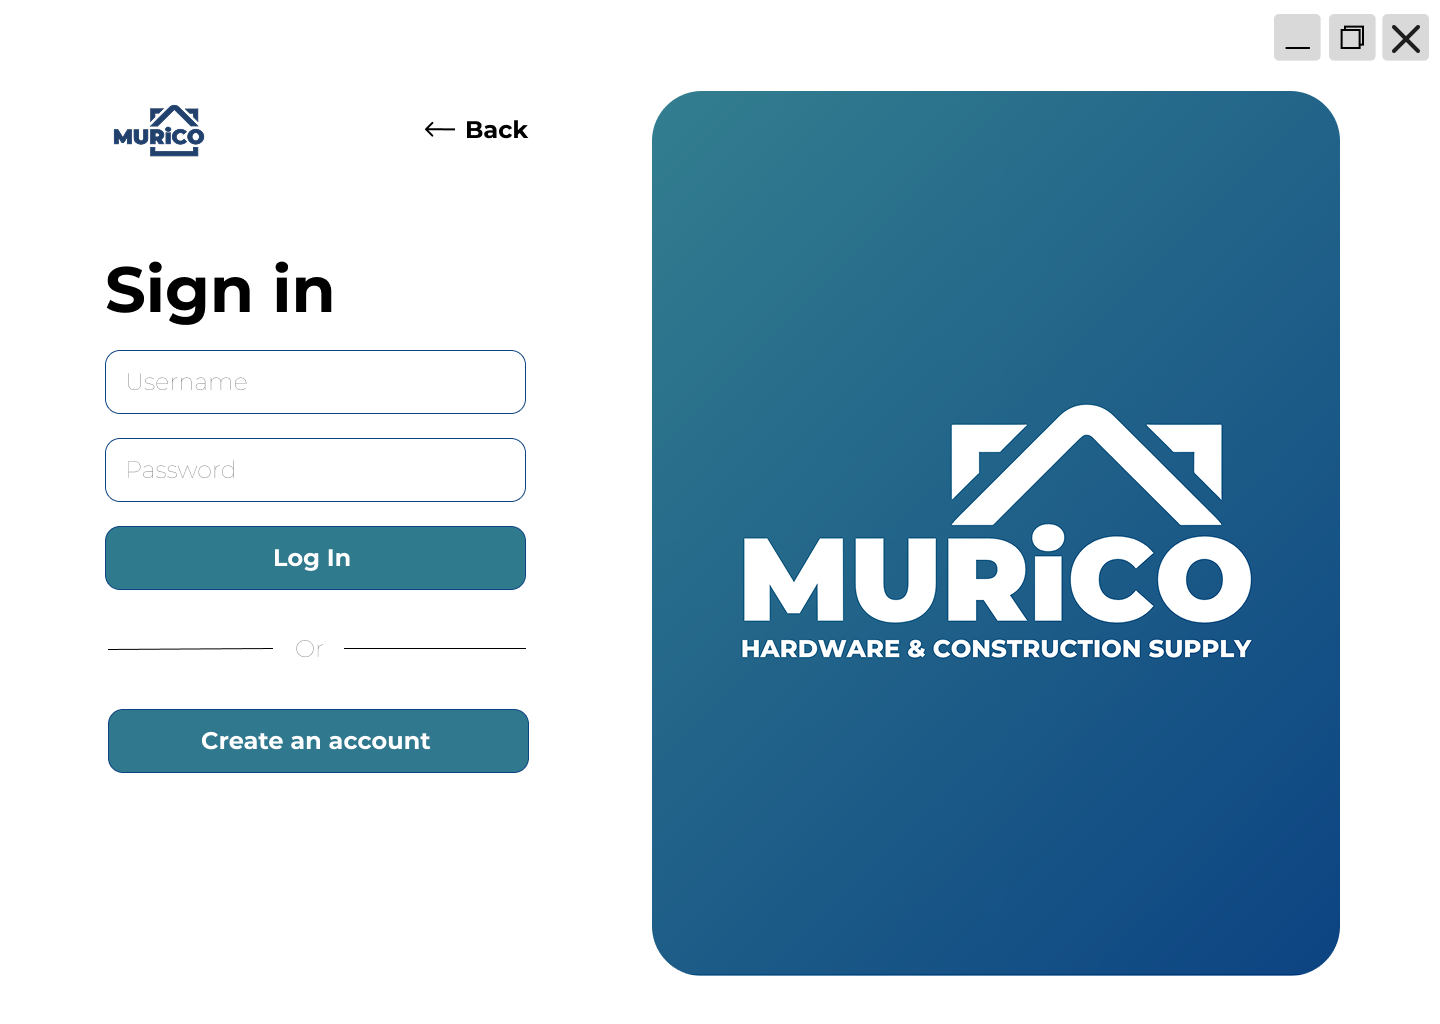 MURiCO
Back
Sign in
Username
Password
Log In
Or
Create an account
MURiCO
HARDWARE & CONSTRUCTION SUPPLY